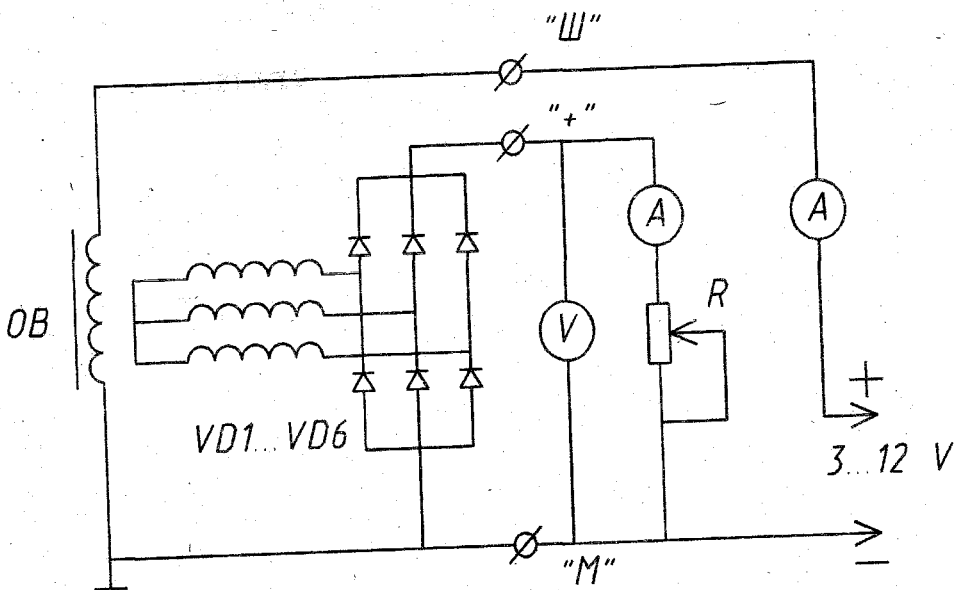 "Ш"
"+"
A
A
ОВ
V
R
VD1...VD6
+
3...12 V
"М"
−